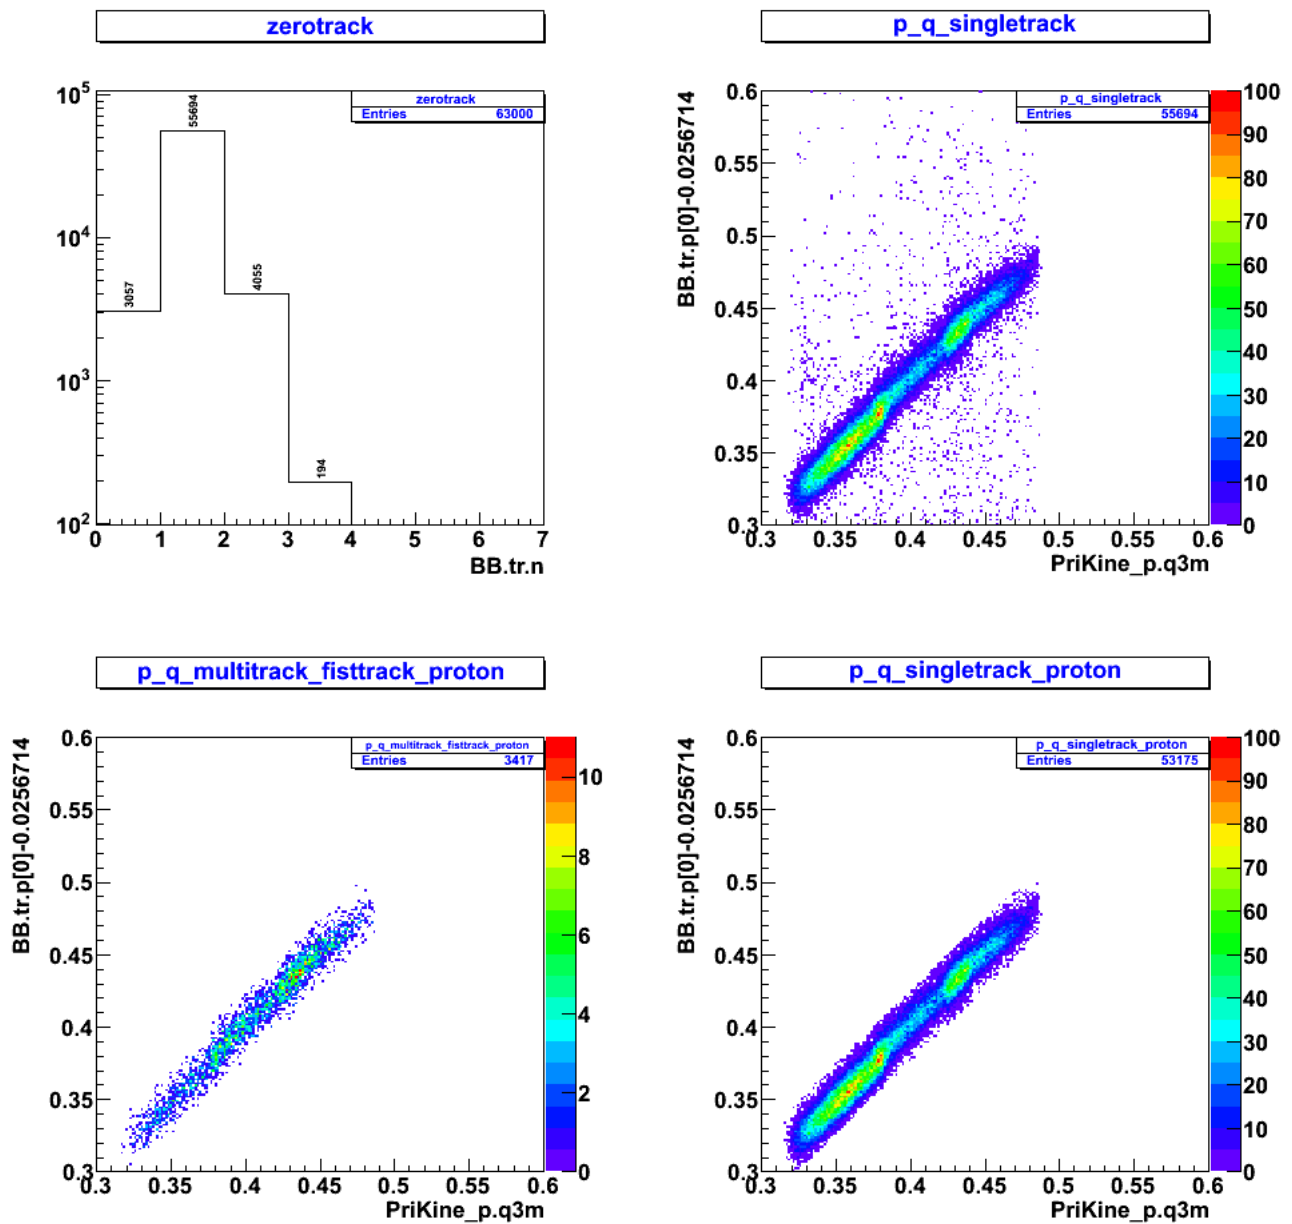 zerotrack
10^5
10^4
10^3
10^2
3057
55694
4055
194
zerotrack
Entries 63000
0 1 2 3 4 5 6 7
BB.tr.n
p_q_singletrack
BB.tr.p[0]-0.0256714
0.6
0.55
0.5
0.45
0.4
0.35
0.3
p_q_singletrack
Entries 55694
100
90
80
70
60
50
40
30
20
10
0
0.3 0.35 0.4 0.45 0.5 0.55 0.6
PriKine_p.q3m
p_q_multitrack_fisttrack_proton
BB.tr.p[0]-0.0256714
0.6
0.55
0.5
0.45
0.4
0.35
0.3
p_q_multitrack_fisttrack_proton
Entries 3417
10
8
6
4
2
0
0.3 0.35 0.4 0.45 0.5 0.55 0.6
PriKine_p.q3m
p_q_singletrack_proton
BB.tr.p[0]-0.0256714
0.6
0.55
0.5
0.45
0.4
0.35
0.3
p_q_singletrack_proton
Entries 53175
100
90
80
70
60
50
40
30
20
10
0
0.3 0.35 0.4 0.45 0.5 0.55 0.6
PriKine_p.q3m